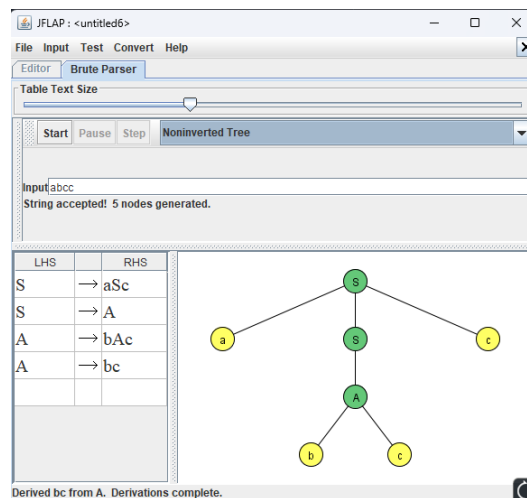 JFLAP : <untitled6>
File Input Test Convert Help
Editor Brute Parser
Table Text Size
Start Pause Step Noninverted Tree
Input abcc
String accepted! 5 nodes generated.
LHS RHS
S → aSc
S → A
A → bAc
A → bc
S
a S c
A
b c
Derived bc from A. Derivations complete.